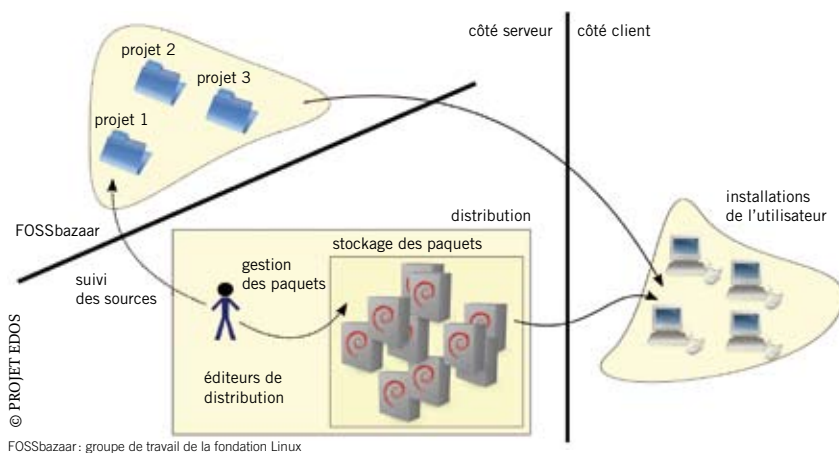 côté serveur
côté client
projet 2
projet 3
projet 1
FOSSbazaar
suivi
des sources
distribution
stockage des paquets
gestion
des paquets
éditeurs de
distribution
installations
de l'utilisateur
© PROJET EDOS
FOSSbazaar : groupe de travail de la fondation Linux